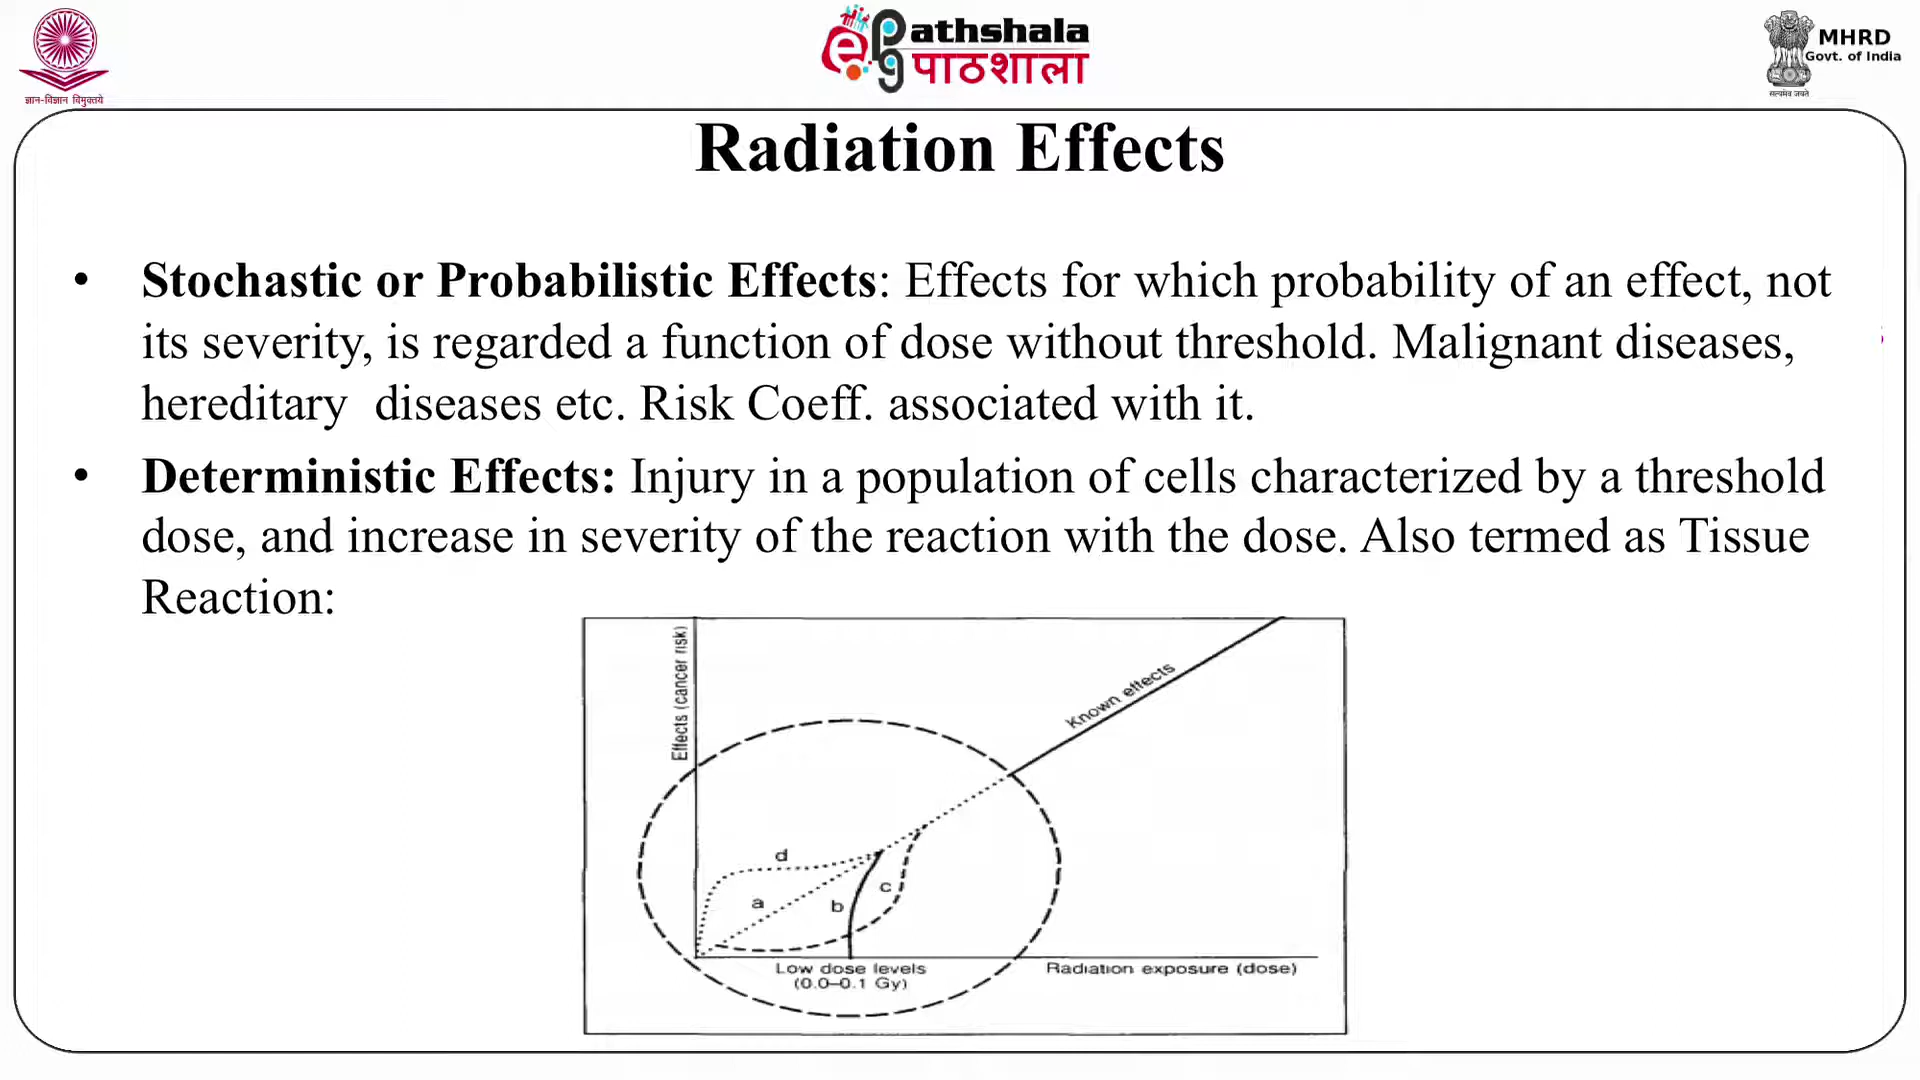 ज्ञान-विज्ञान विमुक्तये
ePG Pathshala
पाठशाला
MHRD
Govt. of India
सत्यमेव जयते
Radiation Effects
• Stochastic or Probabilistic Effects: Effects for which probability of an effect, not
its severity, is regarded a function of dose without threshold. Malignant diseases,
hereditary diseases etc. Risk Coeff. associated with it.
• Deterministic Effects: Injury in a population of cells characterized by a threshold
dose, and increase in severity of the reaction with the dose. Also termed as Tissue
Reaction:
Effects (cancer risk)
Known effects
d
a
b
c
Low dose levels
(0.0–0.1 Gy)
Radiation exposure (dose)